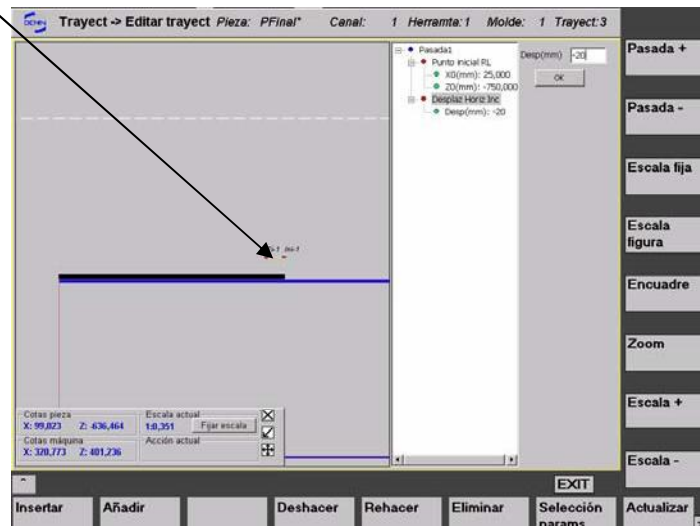 DENN
Trayect -> Editar trayect Pieza: PFinal* Canal: 1 Herramta: 1 Molde: 1 Trayect: 3
Pasada1
Punto inicial RL
X0(mm): 25,000
Z0(mm): -750,000
Desplaz Horiz Inc
Desp(mm): -20
Desp(mm) -20
OK
Pasada +
Pasada -
Escala fija
Escala
figura
Encuadre
Zoom
Escala +
Escala -
Cotas pieza
X: 99,023 Z: -636,464
Cotas máquina
X: 320,773 Z: 401,236
Escala actual
1:0,351 Fijar escala
Acción actual
EXIT
Insertar Añadir Deshacer Rehacer Eliminar Selección
params Actualizar